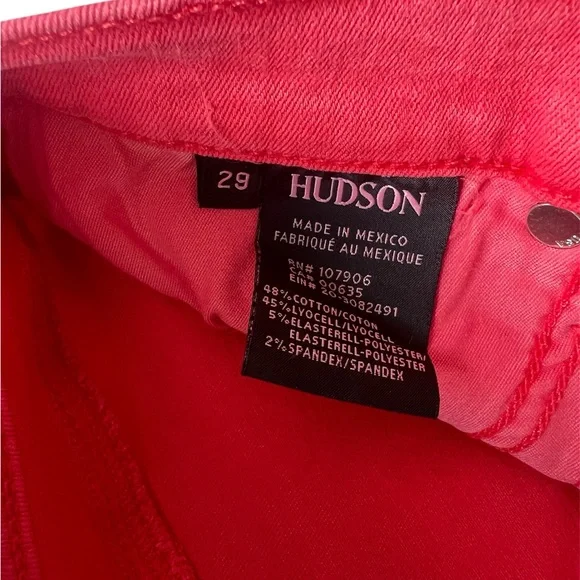 29
HUDSON
MADE IN MEXICO
FABRIQUÉ AU MEXIQUE
RN# 107906
CA# 00635
EIN# 20-3082491
48%COTTON/COTON
45%LYOCELL/LYOCELL
5%ELASTERELL-POLYESTER/
ELASTERELL-POLYESTER
2%SPANDEX/SPANDEX